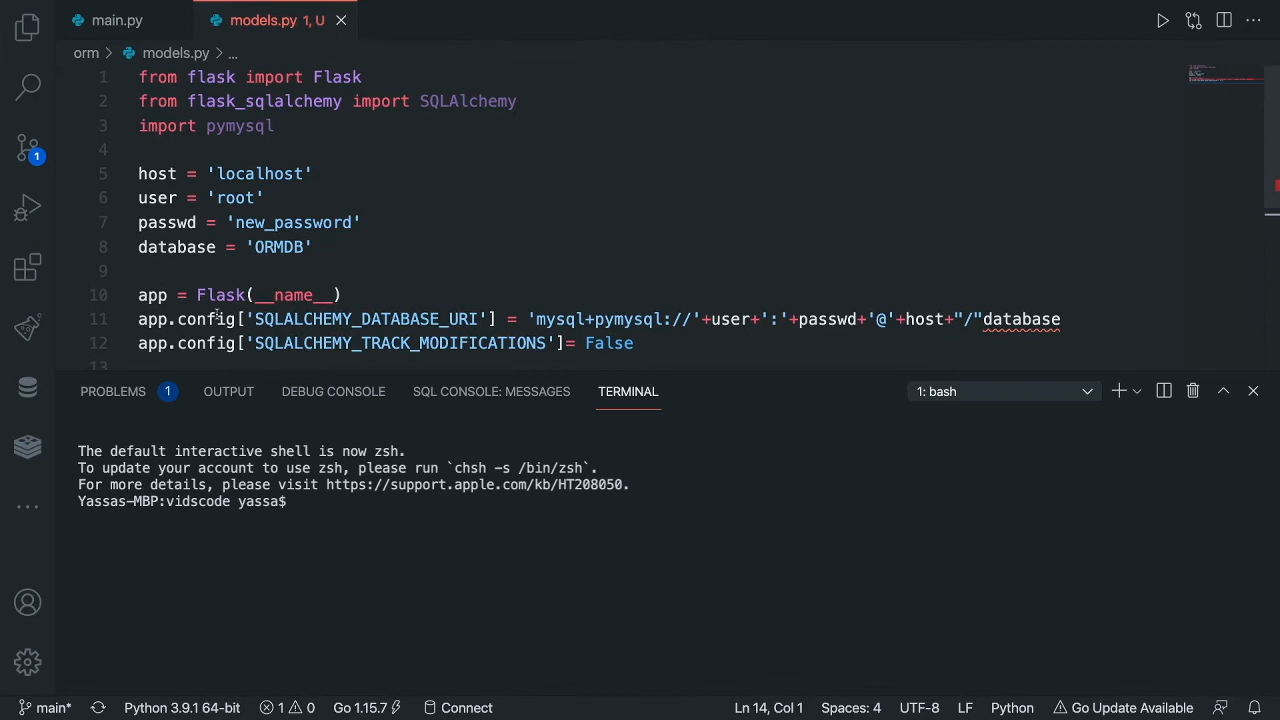 main.py
models.py 1, U
orm > models.py > ...
1 from flask import Flask
2 from flask_sqlalchemy import SQLAlchemy
3 import pymysql
4
5 host = 'localhost'
6 user = 'root'
7 passwd = 'new_password'
8 database = 'ORMDB'
9
10 app = Flask(__name__)
11 app.config['SQLALCHEMY_DATABASE_URI'] = 'mysql+pymysql://'+user+':'+passwd+'@'+host+"/"database
12 app.config['SQLALCHEMY_TRACK_MODIFICATIONS']= False
13
PROBLEMS 1 OUTPUT DEBUG CONSOLE SQL CONSOLE: MESSAGES TERMINAL 1: bash
The default interactive shell is now zsh.
To update your account to use zsh, please run `chsh -s /bin/zsh`.
For more details, please visit https://support.apple.com/kb/HT208050.
Yassas-MBP:vidscode yassa$
1
main* Python 3.9.1 64-bit 1 0 Go 1.15.7 Connect Ln 14, Col 1 Spaces: 4 UTF-8 LF Python Go Update Available